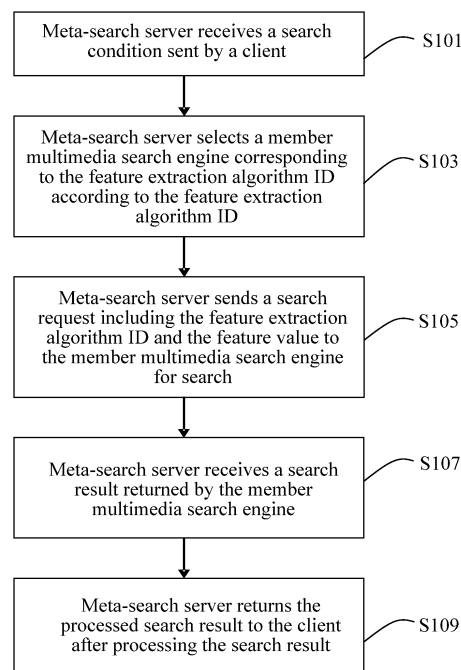 Meta-search server receives a search
condition sent by a client
S101
Meta-search server selects a member
multimedia search engine corresponding
to the feature extraction algorithm ID
according to the feature extraction
algorithm ID
S103
Meta-search server sends a search
request including the feature extraction
algorithm ID and the feature value to
the member multimedia search engine
for search
S105
Meta-search server receives a search
result returned by the member
multimedia search engine
S107
Meta-search server returns the
processed search result to the client
after processing the search result
S109